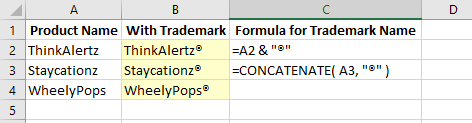 A B C D
1 Product Name With Trademark Formula for Trademark Name
2 ThinkAlertz ThinkAlertz® =A2 & "®"
3 Staycationz Staycationz® =CONCATENATE( A3, "®" )
4 WheelyPops WheelyPops®
5